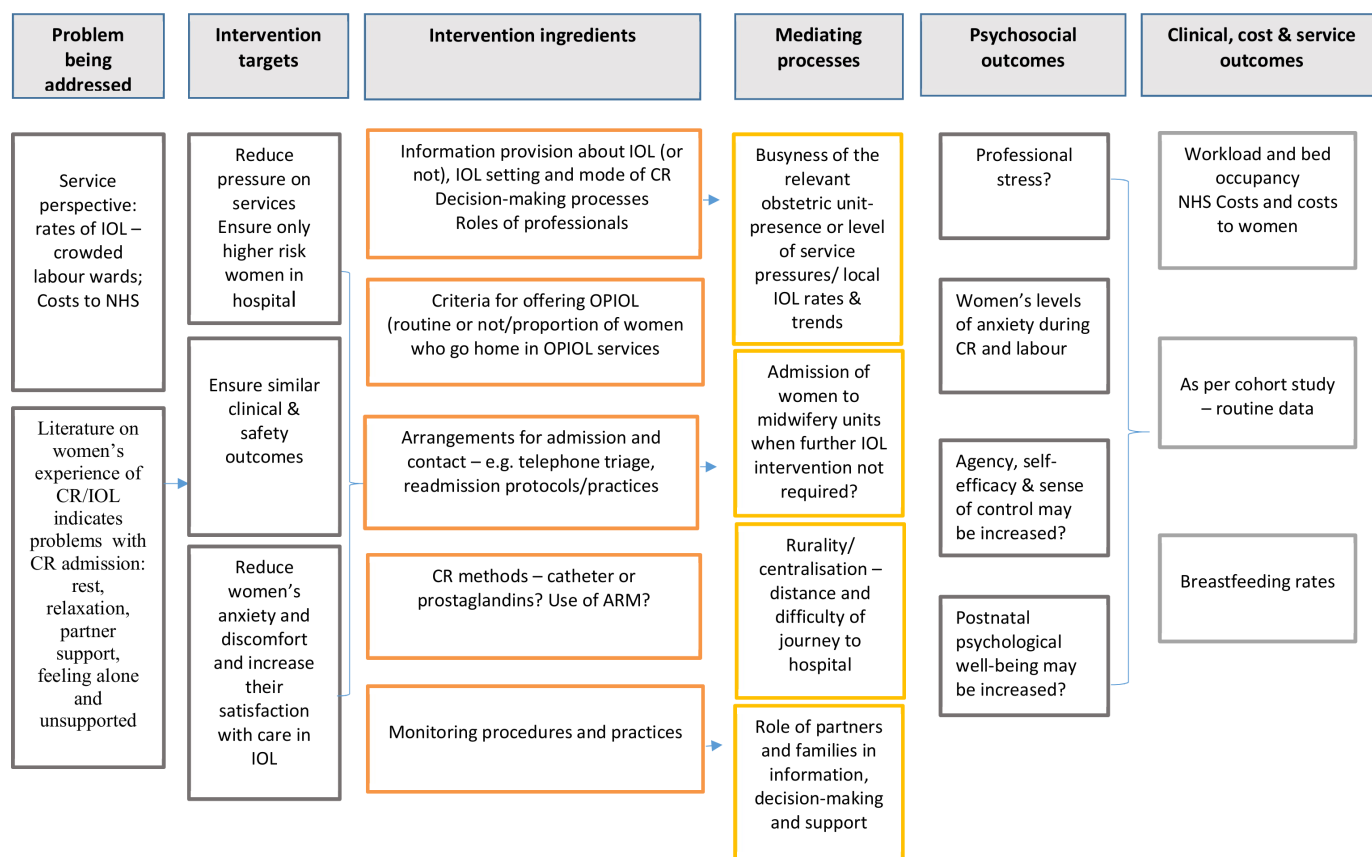 Problem
being
addressed
Intervention
targets
Intervention ingredients
Mediating
processes
Psychosocial
outcomes
Clinical, cost & service
outcomes
Service
perspective:
rates of IOL –
crowded
labour wards;
Costs to NHS
Literature on
women’s
experience of
CR/IOL
indicates
problems with
CR admission:
rest,
relaxation,
partner
support,
feeling alone
and
unsupported
Reduce
pressure on
services
Ensure only
higher risk
women in
hospital
Ensure similar
clinical &
safety
outcomes
Reduce
women’s
anxiety and
discomfort
and increase
their
satisfaction
with care in
IOL
Information provision about IOL (or
not), IOL setting and mode of CR
Decision-making processes
Roles of professionals
Criteria for offering OPIOL
(routine or not/proportion of women
who go home in OPIOL services
Arrangements for admission and
contact – e.g. telephone triage,
readmission protocols/practices
CR methods – catheter or
prostaglandins? Use of ARM?
Monitoring procedures and practices
Busyness of the
relevant
obstetric unit-
presence or level
of service
pressures/ local
IOL rates &
trends
Admission of
women to
midwifery units
when further IOL
intervention not
required?
Rurality/
centralisation –
distance and
difficulty of
journey to
hospital
Role of partners
and families in
information,
decision-making
and support
Professional
stress?
Women’s levels
of anxiety during
CR and labour
Agency, self-
efficacy & sense
of control may
be increased?
Postnatal
psychological
well-being may
be increased?
Workload and bed
occupancy
NHS Costs and costs
to women
As per cohort study
– routine data
Breastfeeding rates